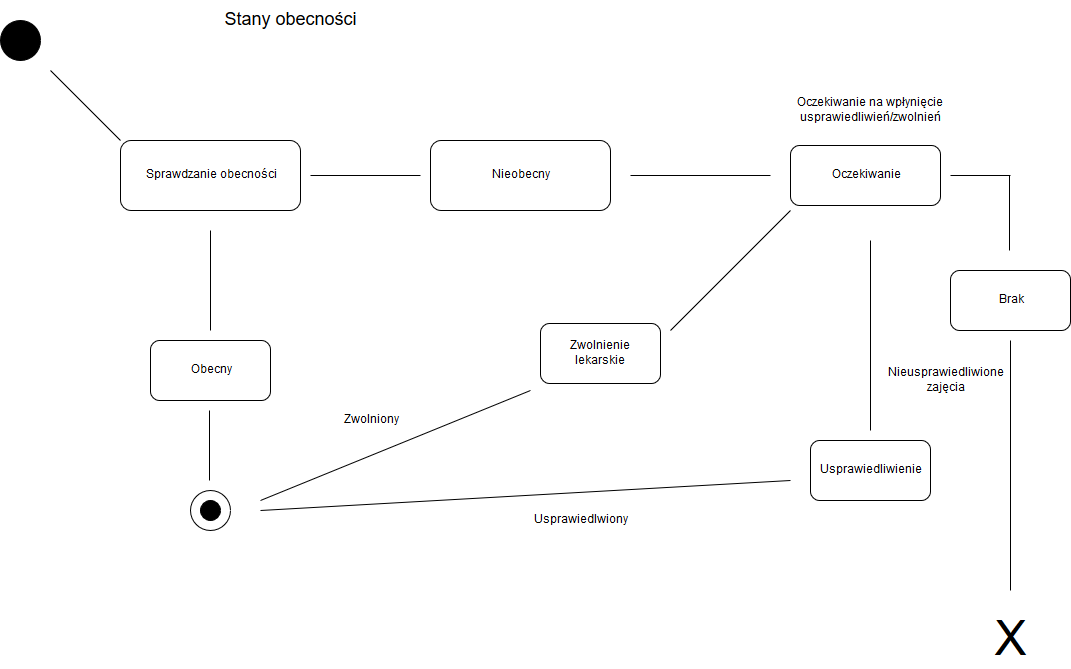 Stany obecności
Oczekiwanie na wpłynięcie
usprawiedliwień/zwolnień
Sprawdzanie obecności
Nieobecny
Oczekiwanie
Brak
Zwolnienie
lekarskie
Obecny
Nieusprawiedliwione
zajęcia
Zwolniony
Usprawiedliwienie
Usprawiedlwiony
X